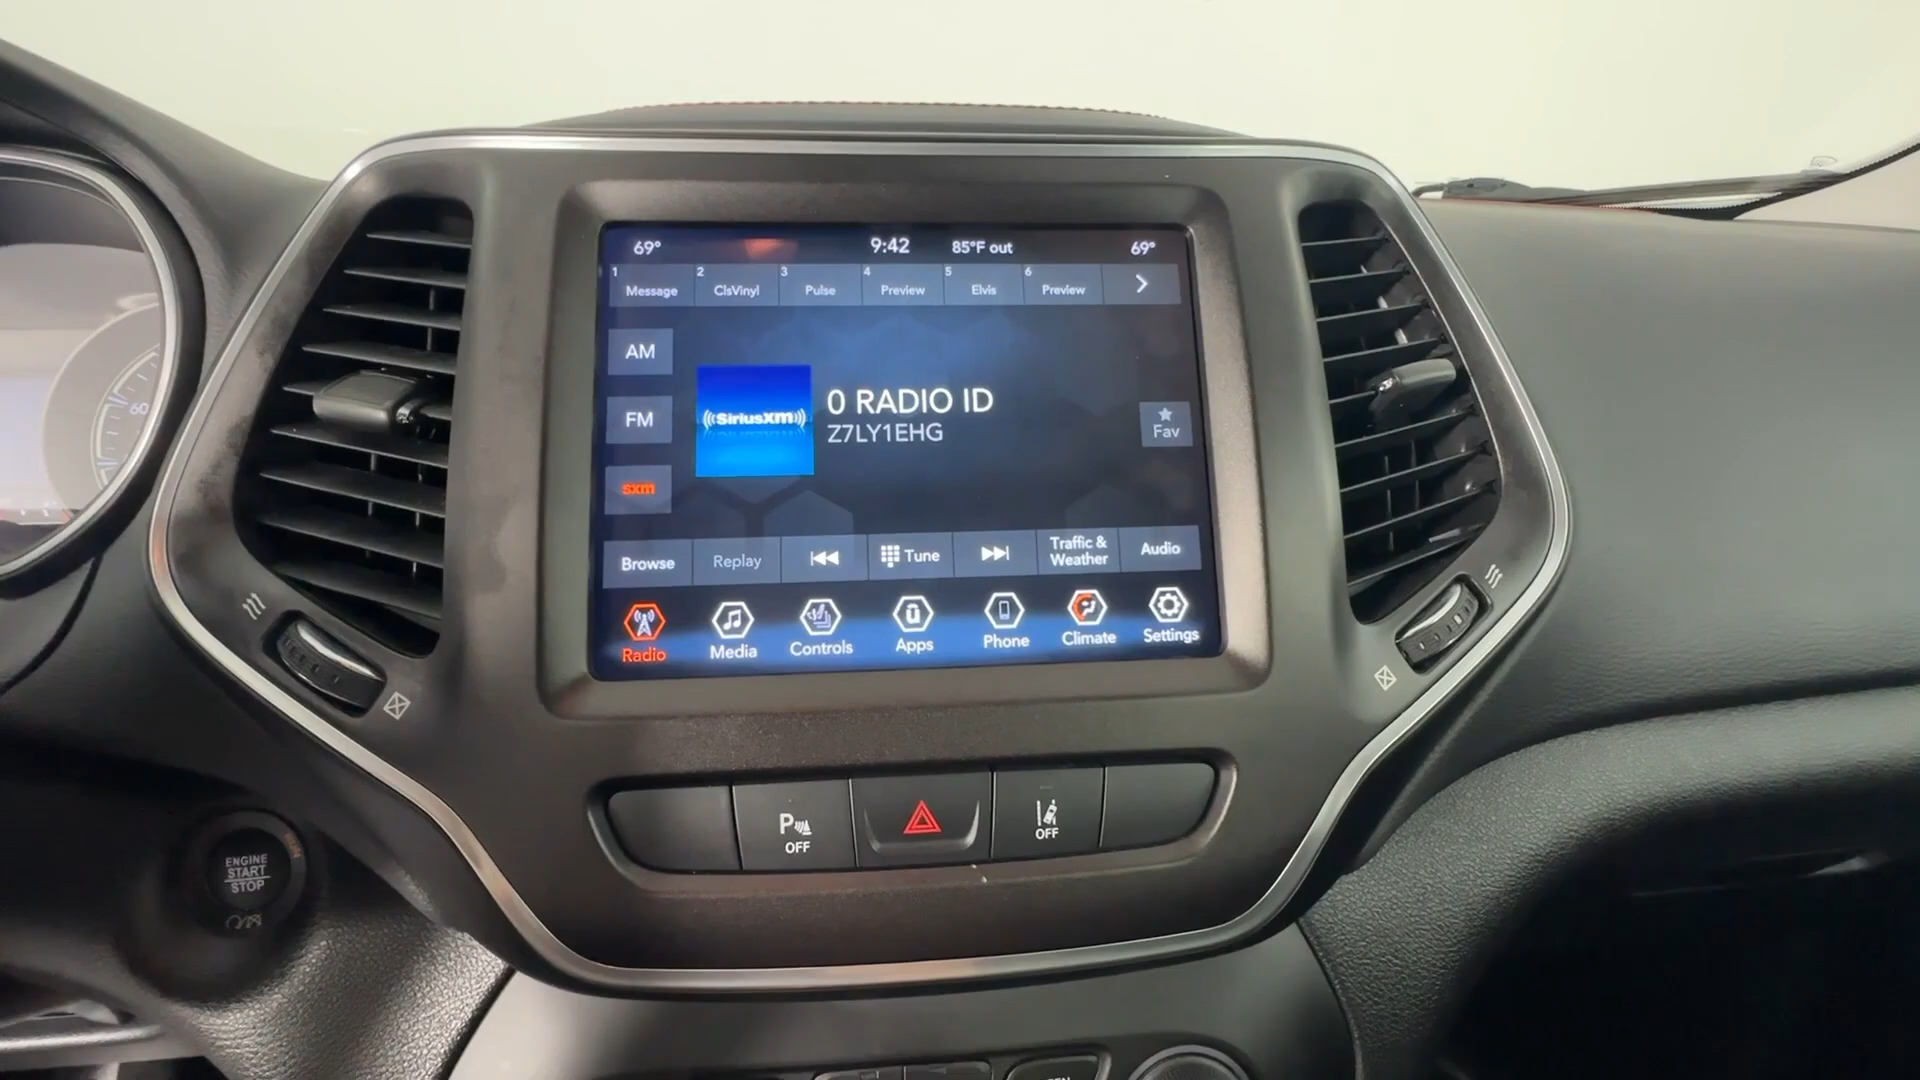 69° 9:42 85°F out 69°
1 Message 2 ClsVinyl 3 Pulse 4 Preview 5 Elvis 6 Preview
AM
FM
sxm
((SiriusXM))
0 RADIO ID
Z7LY1EHG
Fav
Browse Replay Tune Traffic & Weather Audio
Radio Media Controls Apps Phone Climate Settings
60
P OFF
OFF
ENGINE
START
STOP
RUN